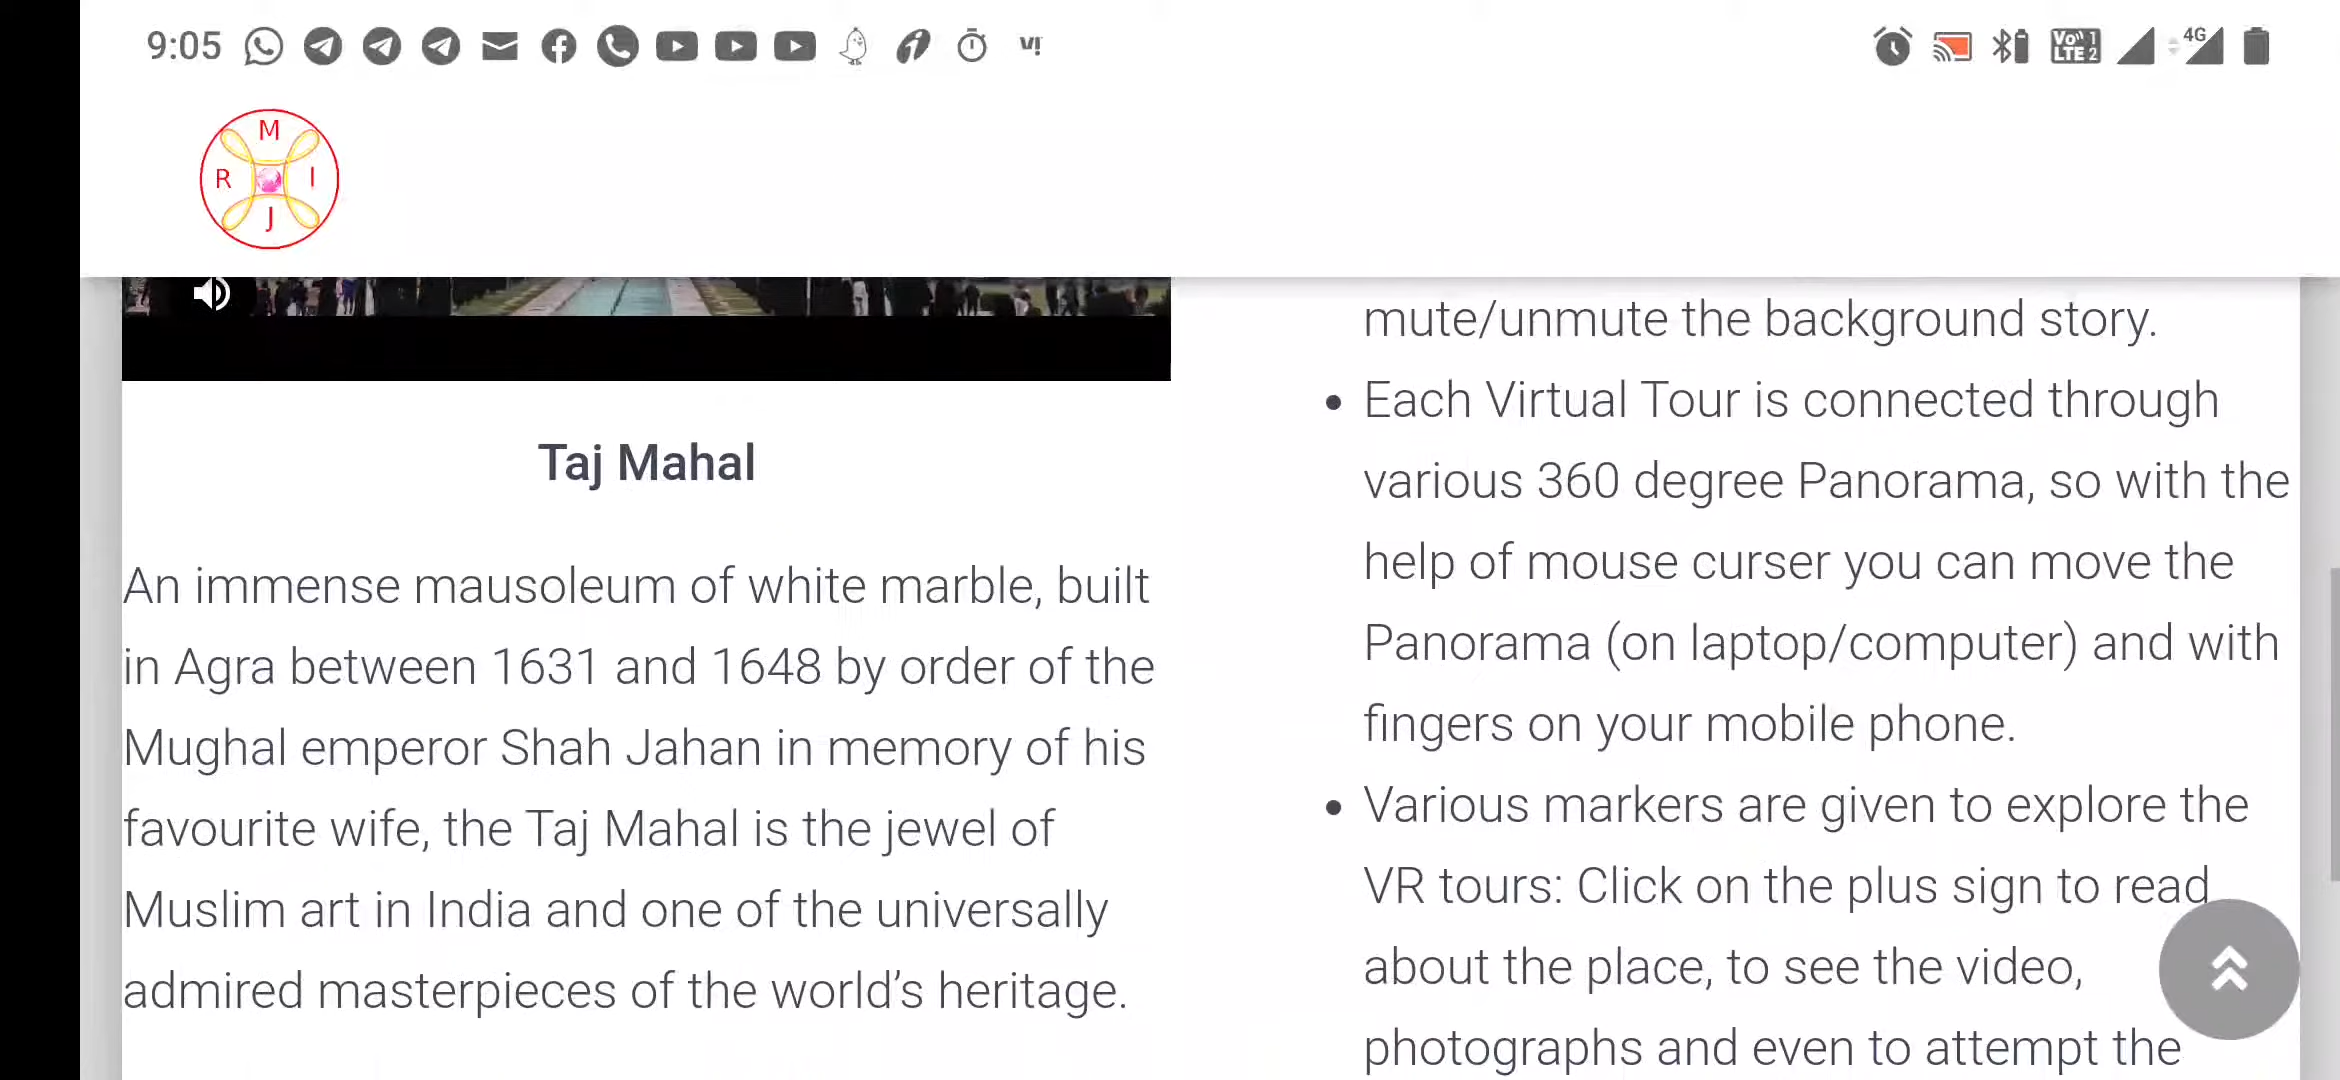 9:05
Vo)) 1
LTE 2
4G
M
R I
J
Taj Mahal
An immense mausoleum of white marble, built
in Agra between 1631 and 1648 by order of the
Mughal emperor Shah Jahan in memory of his
favourite wife, the Taj Mahal is the jewel of
Muslim art in India and one of the universally
admired masterpieces of the world’s heritage.
mute/unmute the background story.
• Each Virtual Tour is connected through
various 360 degree Panorama, so with the
help of mouse curser you can move the
Panorama (on laptop/computer) and with
fingers on your mobile phone.
• Various markers are given to explore the
VR tours: Click on the plus sign to read
about the place, to see the video,
photographs and even to attempt the